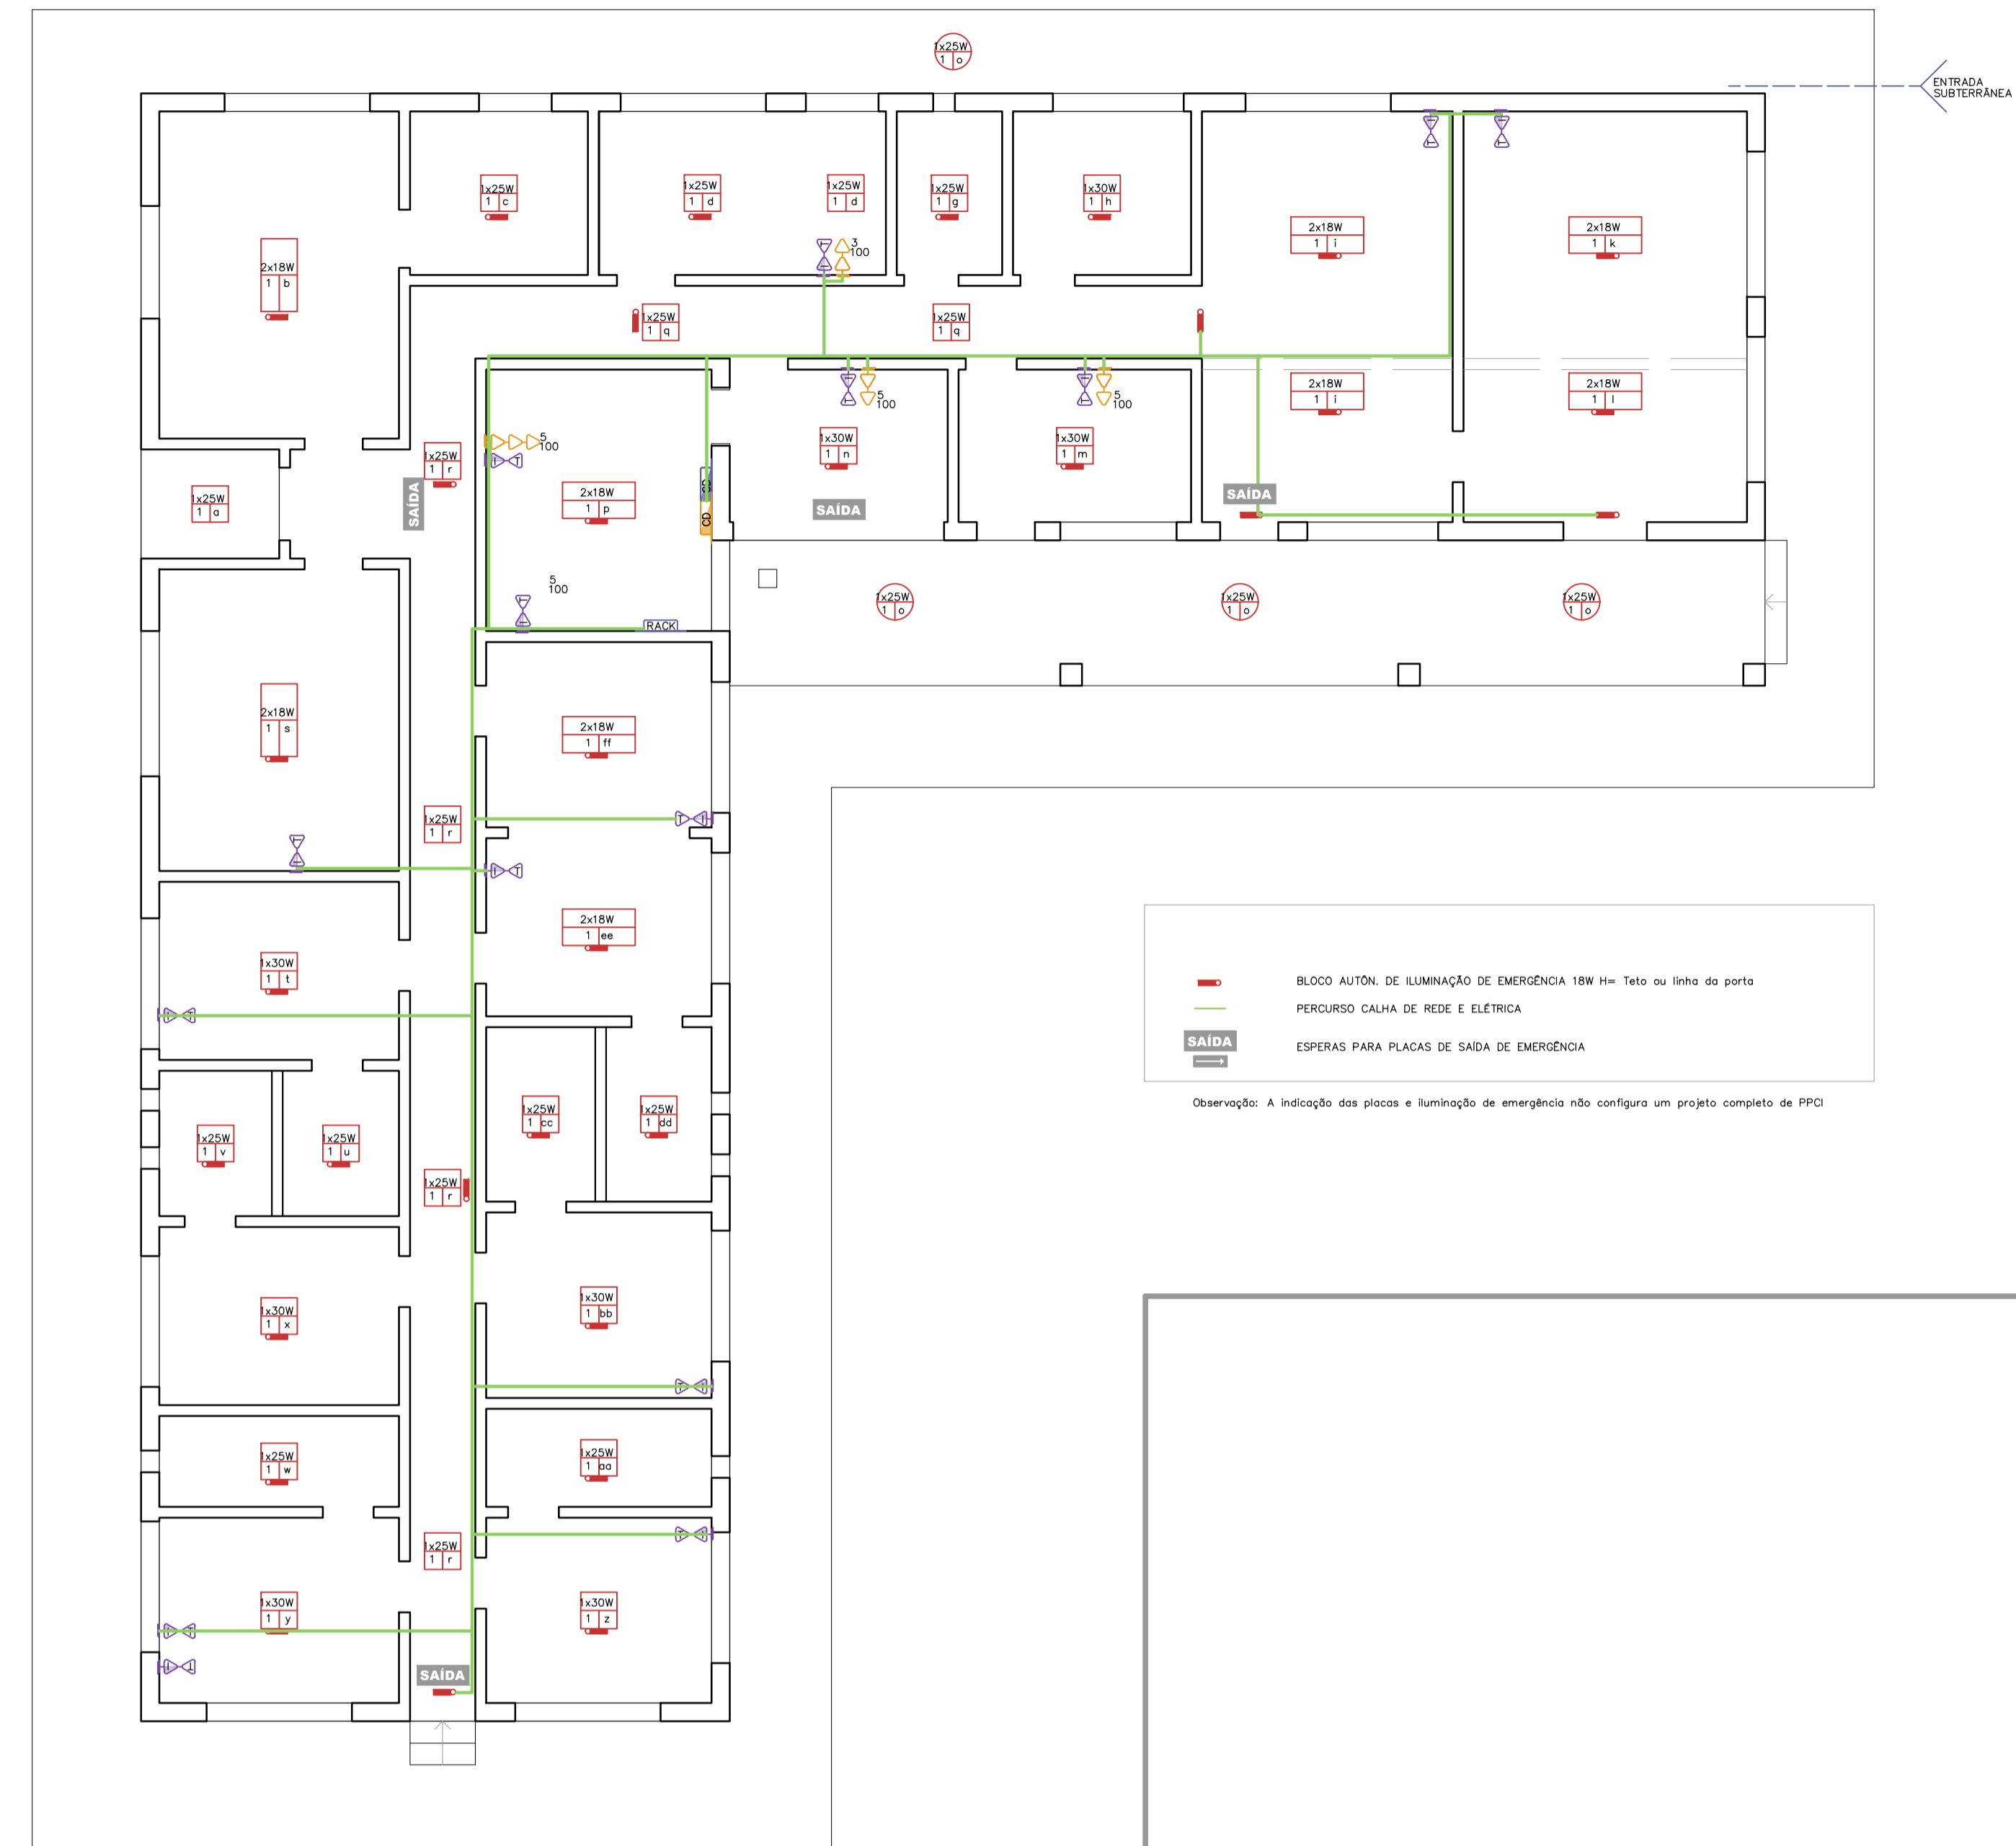 1x25W
1 o
ENTRADA
SUBTERRÂNEA
1x25W
1 c
1x25W
1 d
1x25W
1 d
1x25W
1 g
1x30W
1 h
2x18W
1 i
2x18W
1 k
2x18W
1 b
3
100
1x25W
1 q
1x25W
1 q
2x18W
1 i
2x18W
1 l
5
100
5
100
1x25W
1 r
5
100
1x30W
1 n
1x30W
1 m
1x25W
1 a
SAÍDA
2x18W
1 p
CD
CD
SAÍDA
SAÍDA
5
100
RACK
1x25W
1 o
1x25W
1 o
1x25W
1 o
2x18W
1 s
2x18W
1 ff
1x25W
1 r
2x18W
1 ee
1x30W
1 t
BLOCO AUTÔN. DE ILUMINAÇÃO DE EMERGÊNCIA 18W H= Teto ou linha da porta
PERCURSO CALHA DE REDE E ELÉTRICA
SAÍDA
ESPERAS PARA PLACAS DE SAÍDA DE EMERGÊNCIA
Observação: A indicação das placas e iluminação de emergência não configura um projeto completo de PPCI
1x25W
1 v
1x25W
1 u
1x25W
1 cc
1x25W
1 dd
1x25W
1 r
1x30W
1 x
1x30W
1 bb
1x25W
1 w
1x25W
1 aa
1x25W
1 r
1x30W
1 y
1x30W
1 z
SAÍDA